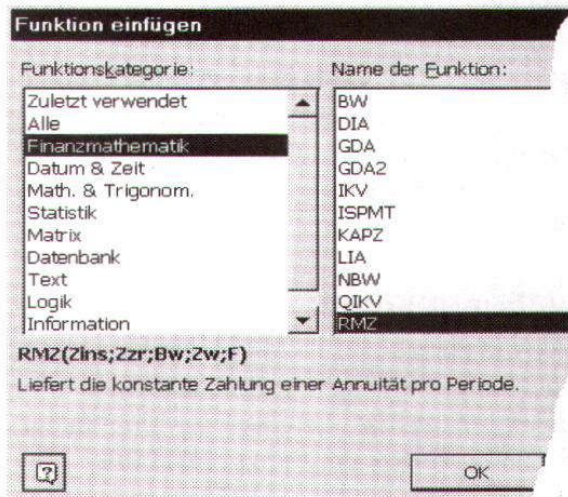 Funktion einfügen
Funktionskategorie:
Zuletzt verwendet
Alle
Finanzmathematik
Datum & Zeit
Math. & Trigonom.
Statistik
Matrix
Datenbank
Text
Logik
Information
Name der Funktion:
BW
DIA
GDA
GDA2
IKV
ISPMT
KAPZ
LIA
NBW
QIKV
RMZ
RMZ(Zins;Zzr;Bw;Zw;F)
Liefert die konstante Zahlung einer Annuität pro Periode.
?
OK